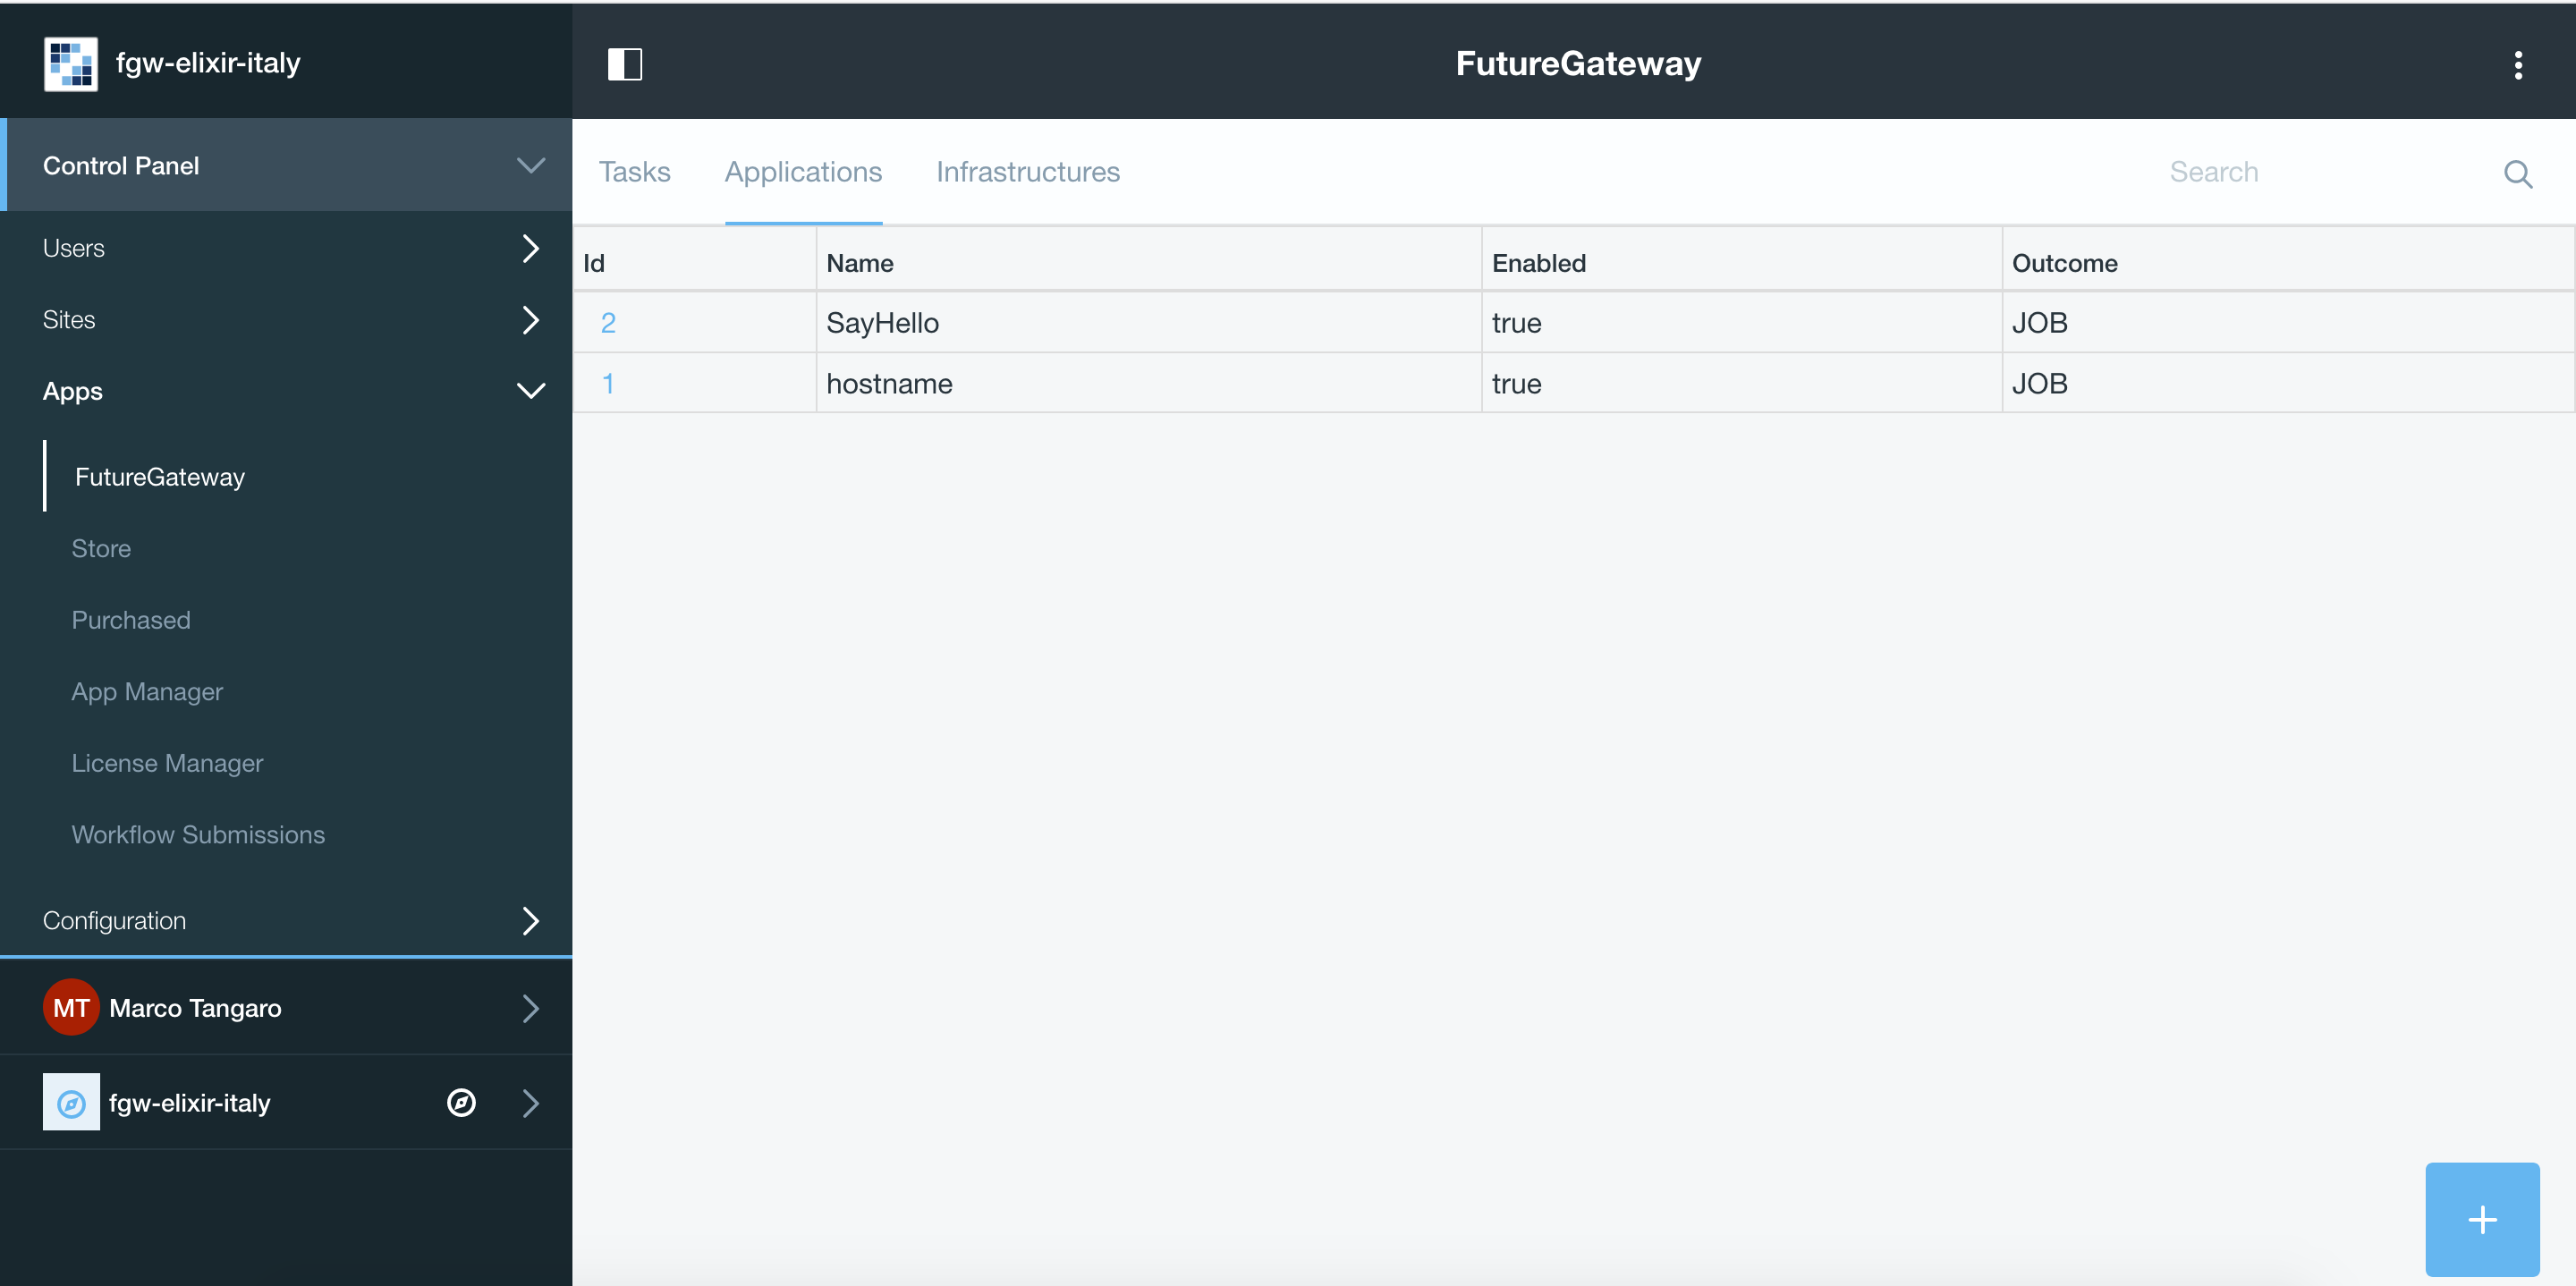 fgw-elixir-italy
Control Panel
Users
Sites
Apps
FutureGateway
Store
Purchased
App Manager
License Manager
Workflow Submissions
Configuration
MT Marco Tangaro
fgw-elixir-italy
FutureGateway
Tasks Applications Infrastructures Search
Id Name Enabled Outcome
2 SayHello true JOB
1 hostname true JOB